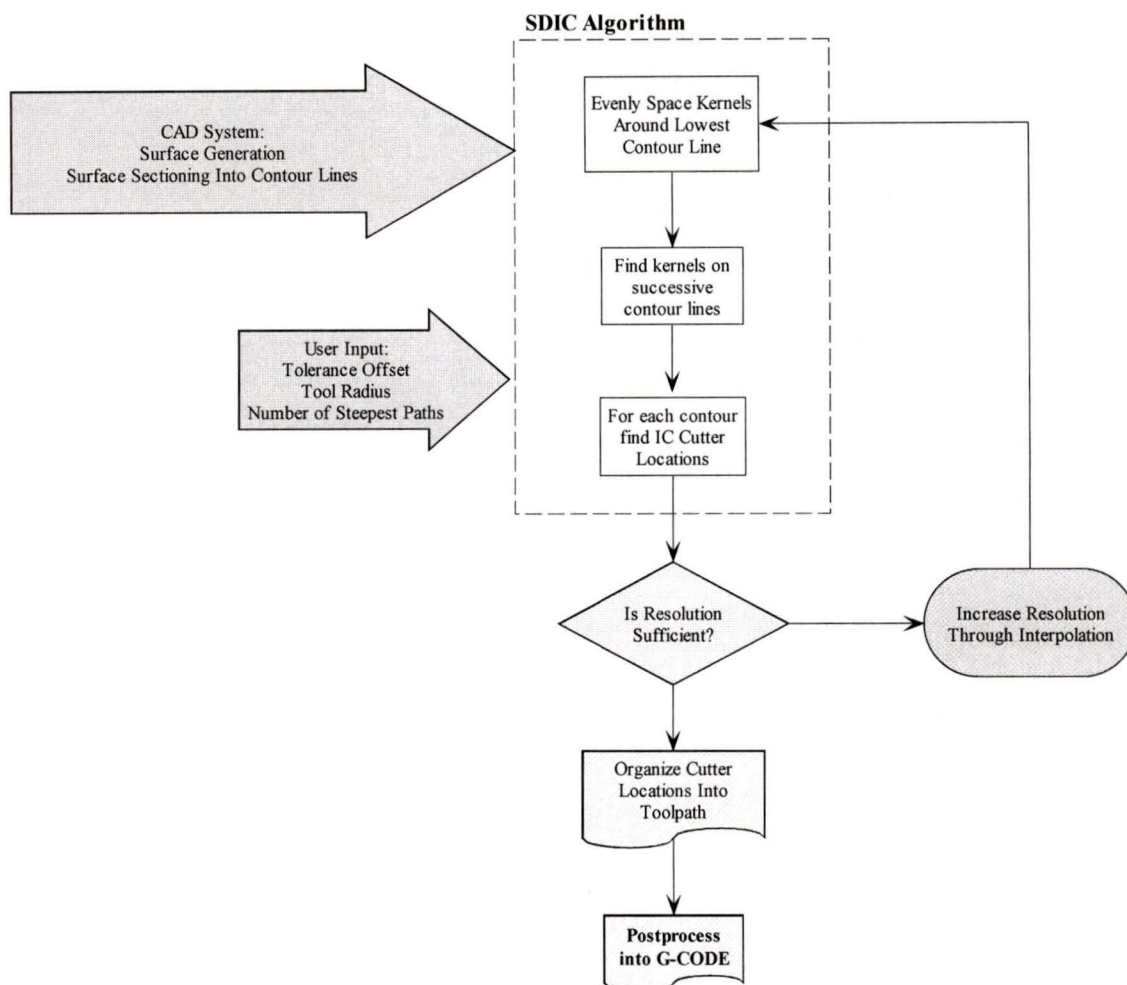 SDIC Algorithm
CAD System:
Surface Generation
Surface Sectioning Into Contour Lines
Evenly Space Kernels
Around Lowest
Contour Line
Find kernels on
successive
contour lines
User Input:
Tolerance Offset
Tool Radius
Number of Steepest Paths
For each contour
find IC Cutter
Locations
Is Resolution
Sufficient?
Increase Resolution
Through Interpolation
Organize Cutter
Locations Into
Toolpath
Postprocess
into G-CODE